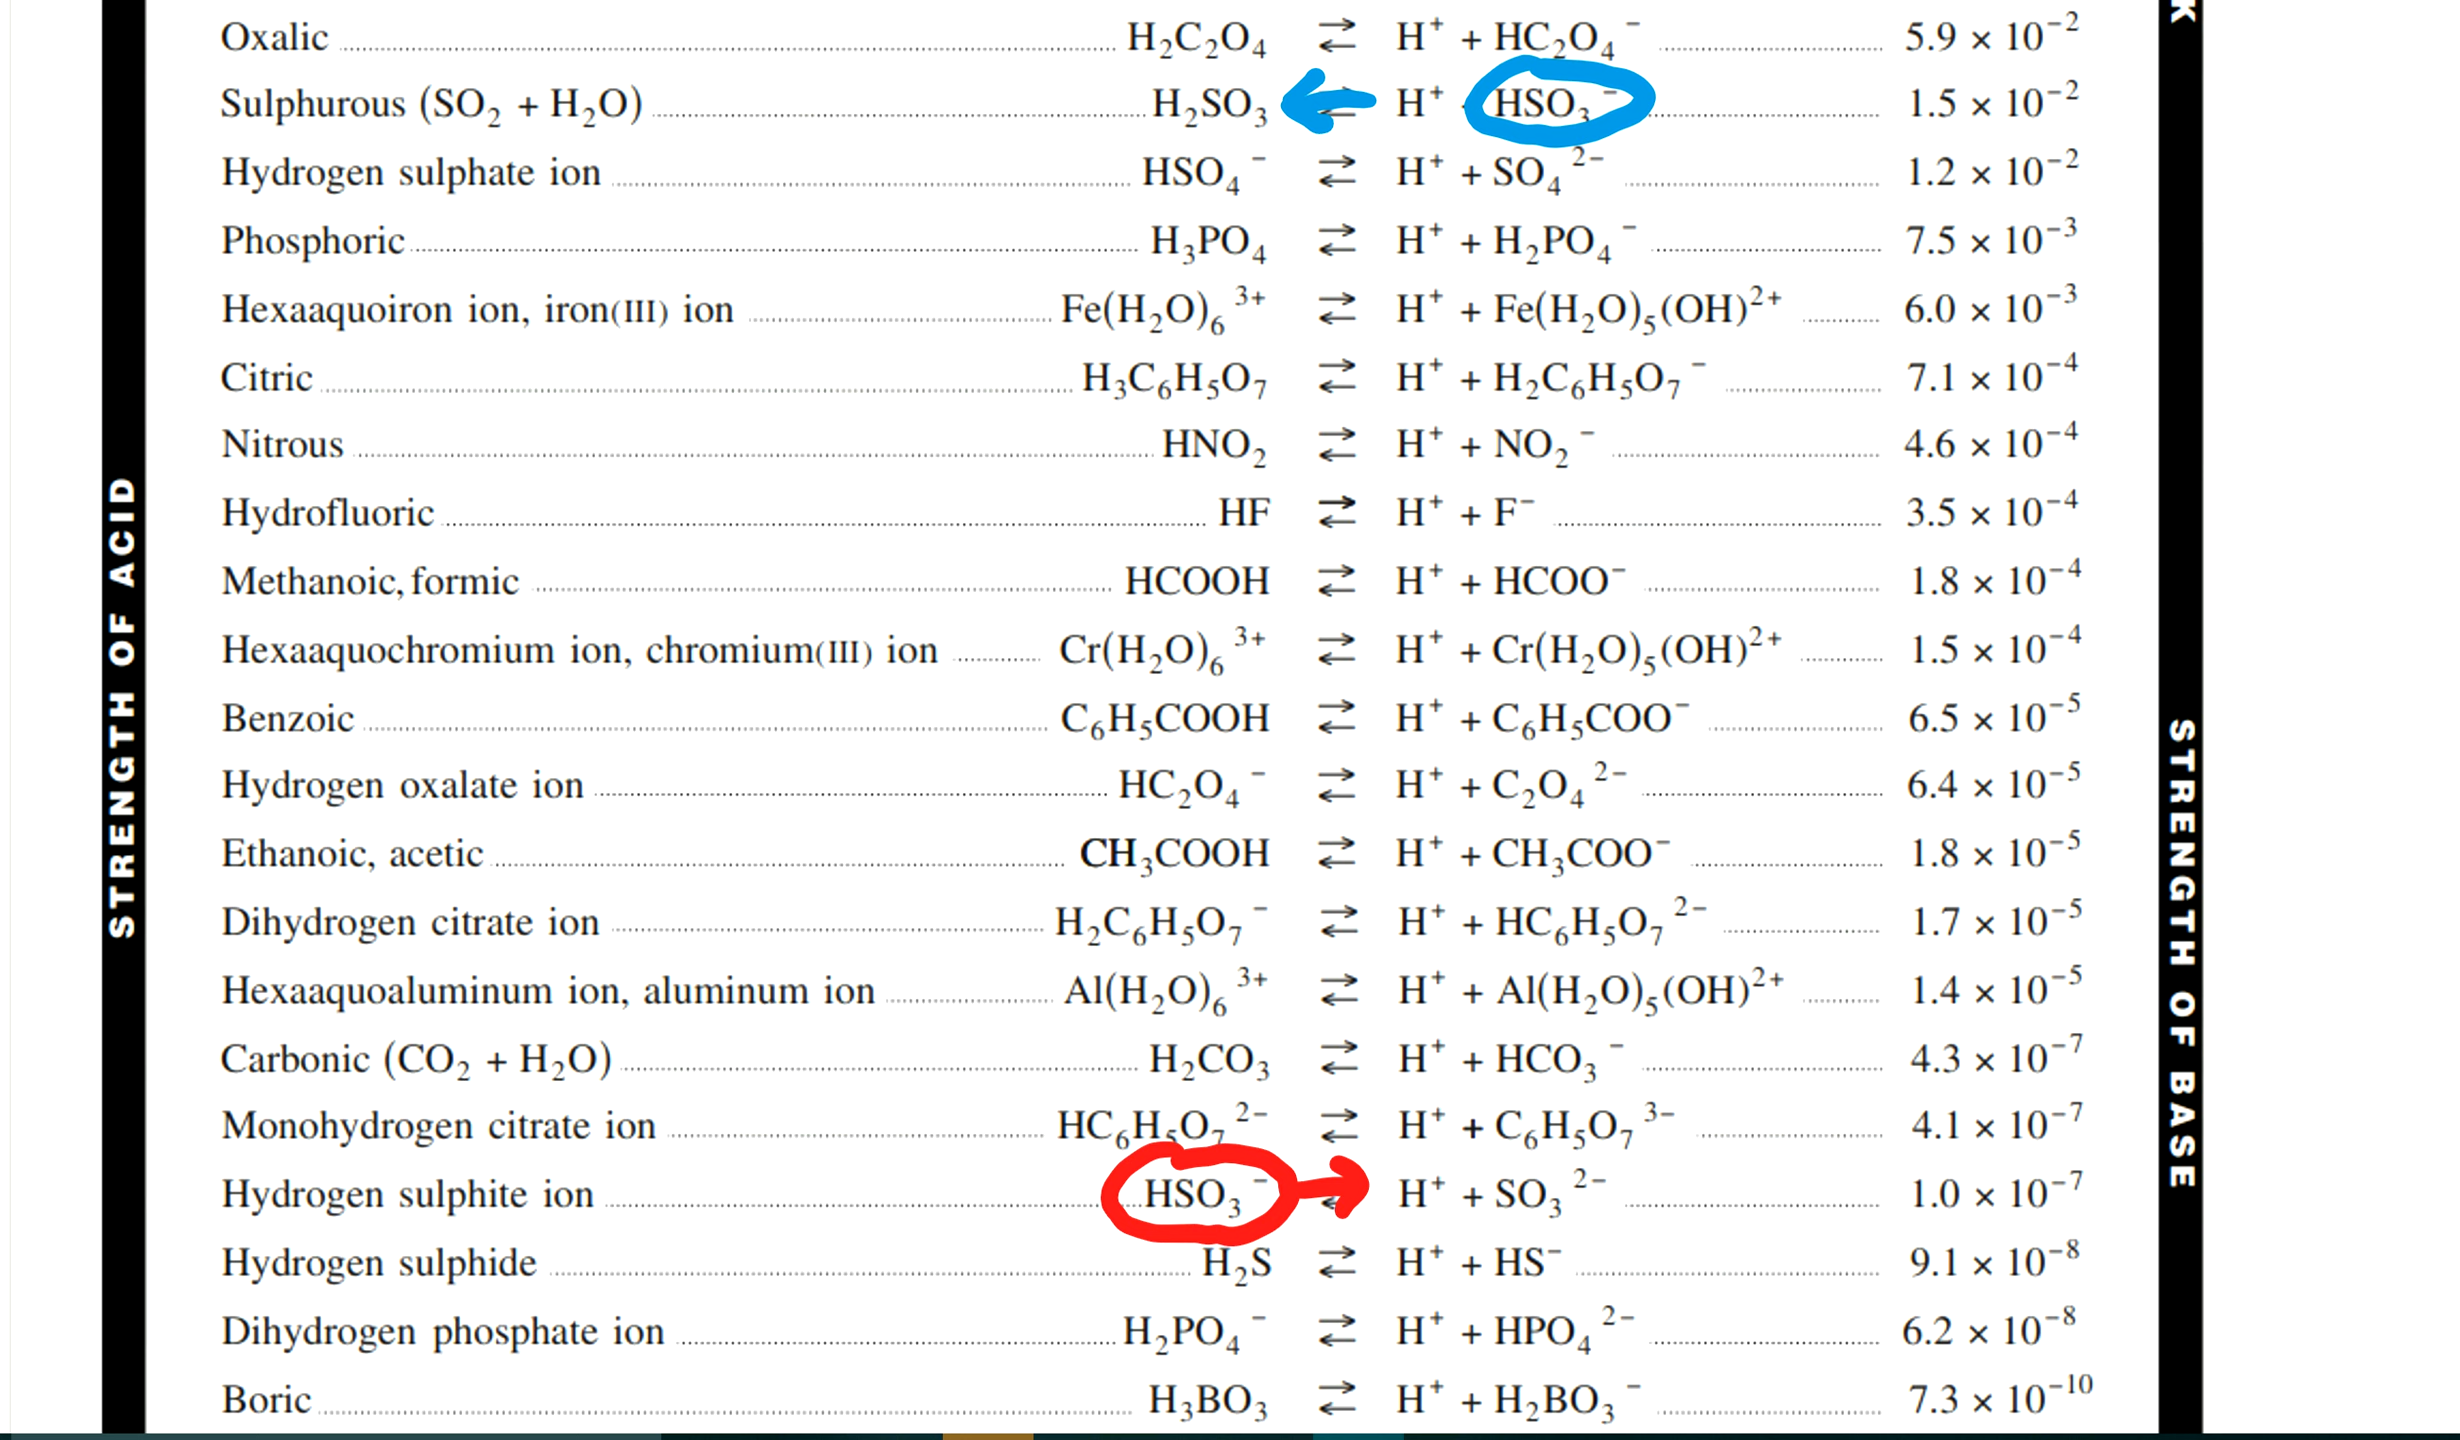 Oxalic ........ H₂C₂O₄ ⇄ H⁺ + HC₂O₄⁻ ........ 5.9 × 10⁻²
Sulphurous (SO₂ + H₂O) ........ H₂SO₃ ← H⁺ HSO₃⁻ ........ 1.5 × 10⁻²
Hydrogen sulphate ion ........ HSO₄⁻ ⇄ H⁺ + SO₄²⁻ ........ 1.2 × 10⁻²
Phosphoric ........ H₃PO₄ ⇄ H⁺ + H₂PO₄⁻ ........ 7.5 × 10⁻³
Hexaaquoiron ion, iron(III) ion ........ Fe(H₂O)₆³⁺ ⇄ H⁺ + Fe(H₂O)₅(OH)²⁺ ........ 6.0 × 10⁻³
Citric ........ H₃C₆H₅O₇ ⇄ H⁺ + H₂C₆H₅O₇⁻ ........ 7.1 × 10⁻⁴
Nitrous ........ HNO₂ ⇄ H⁺ + NO₂⁻ ........ 4.6 × 10⁻⁴
Hydrofluoric ........ HF ⇄ H⁺ + F⁻ ........ 3.5 × 10⁻⁴
Methanoic, formic ........ HCOOH ⇄ H⁺ + HCOO⁻ ........ 1.8 × 10⁻⁴
Hexaaquochromium ion, chromium(III) ion ........ Cr(H₂O)₆³⁺ ⇄ H⁺ + Cr(H₂O)₅(OH)²⁺ ........ 1.5 × 10⁻⁴
Benzoic ........ C₆H₅COOH ⇄ H⁺ + C₆H₅COO⁻ ........ 6.5 × 10⁻⁵
Hydrogen oxalate ion ........ HC₂O₄⁻ ⇄ H⁺ + C₂O₄²⁻ ........ 6.4 × 10⁻⁵
Ethanoic, acetic ........ CH₃COOH ⇄ H⁺ + CH₃COO⁻ ........ 1.8 × 10⁻⁵
Dihydrogen citrate ion ........ H₂C₆H₅O₇⁻ ⇄ H⁺ + HC₆H₅O₇²⁻ ........ 1.7 × 10⁻⁵
Hexaaquoaluminum ion, aluminum ion ........ Al(H₂O)₆³⁺ ⇄ H⁺ + Al(H₂O)₅(OH)²⁺ ........ 1.4 × 10⁻⁵
Carbonic (CO₂ + H₂O) ........ H₂CO₃ ⇄ H⁺ + HCO₃⁻ ........ 4.3 × 10⁻⁷
Monohydrogen citrate ion ........ HC₆H₅O₇²⁻ ⇄ H⁺ + C₆H₅O₇³⁻ ........ 4.1 × 10⁻⁷
Hydrogen sulphite ion ........ HSO₃⁻ → H⁺ + SO₃²⁻ ........ 1.0 × 10⁻⁷
Hydrogen sulphide ........ H₂S ⇄ H⁺ + HS⁻ ........ 9.1 × 10⁻⁸
Dihydrogen phosphate ion ........ H₂PO₄⁻ ⇄ H⁺ + HPO₄²⁻ ........ 6.2 × 10⁻⁸
Boric ........ H₃BO₃ ⇄ H⁺ + H₂BO₃⁻ ........ 7.3 × 10⁻¹⁰
STRENGTH OF ACID
K
STRENGTH OF BASE